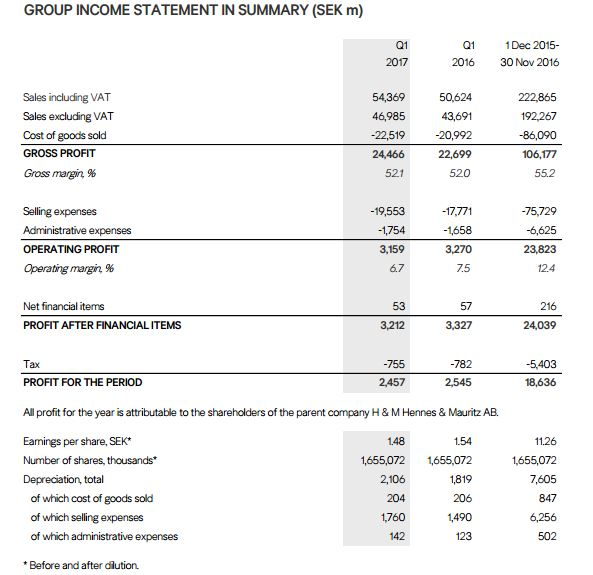 GROUP INCOME STATEMENT IN SUMMARY (SEK m)
Q1 Q1 1 Dec 2015-
2017 2016 30 Nov 2016
Sales including VAT 54,369 50,624 222,865
Sales excluding VAT 46,985 43,691 192,267
Cost of goods sold -22,519 -20,992 -86,090
GROSS PROFIT 24,466 22,699 106,177
Gross margin, % 52.1 52.0 55.2
Selling expenses -19,553 -17,771 -75,729
Administrative expenses -1,754 -1,658 -6,625
OPERATING PROFIT 3,159 3,270 23,823
Operating margin, % 6.7 7.5 12.4
Net financial items 53 57 216
PROFIT AFTER FINANCIAL ITEMS 3,212 3,327 24,039
Tax -755 -782 -5,403
PROFIT FOR THE PERIOD 2,457 2,545 18,636
All profit for the year is attributable to the shareholders of the parent company H & M Hennes & Mauritz AB.
Earnings per share, SEK* 1.48 1.54 11.26
Number of shares, thousands* 1,655,072 1,655,072 1,655,072
Depreciation, total 2,106 1,819 7,605
of which cost of goods sold 204 206 847
of which selling expenses 1,760 1,490 6,256
of which administrative expenses 142 123 502
* Before and after dilution.